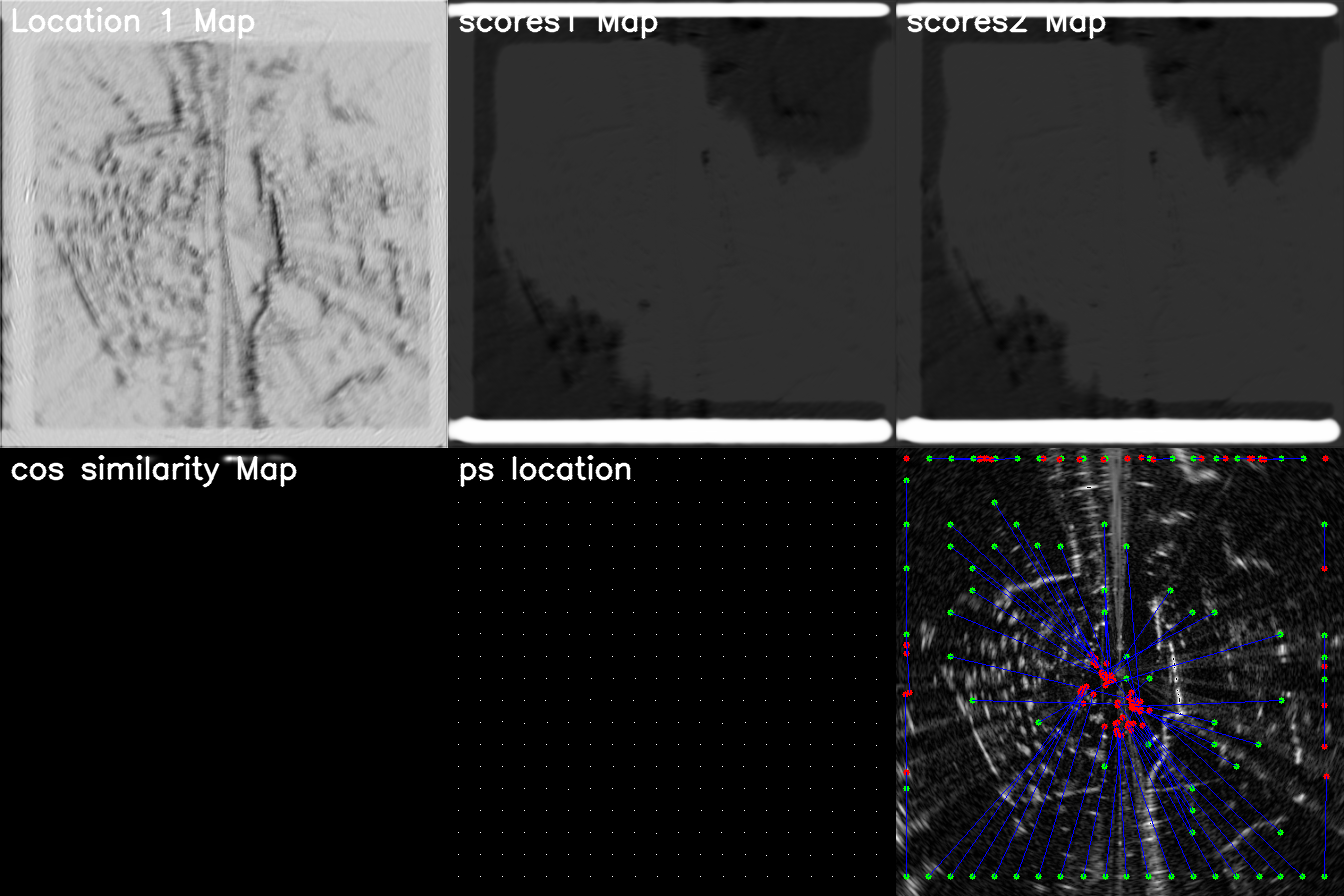 Location 1 Map
scores1 Map
scores2 Map
cos similarity Map
ps location